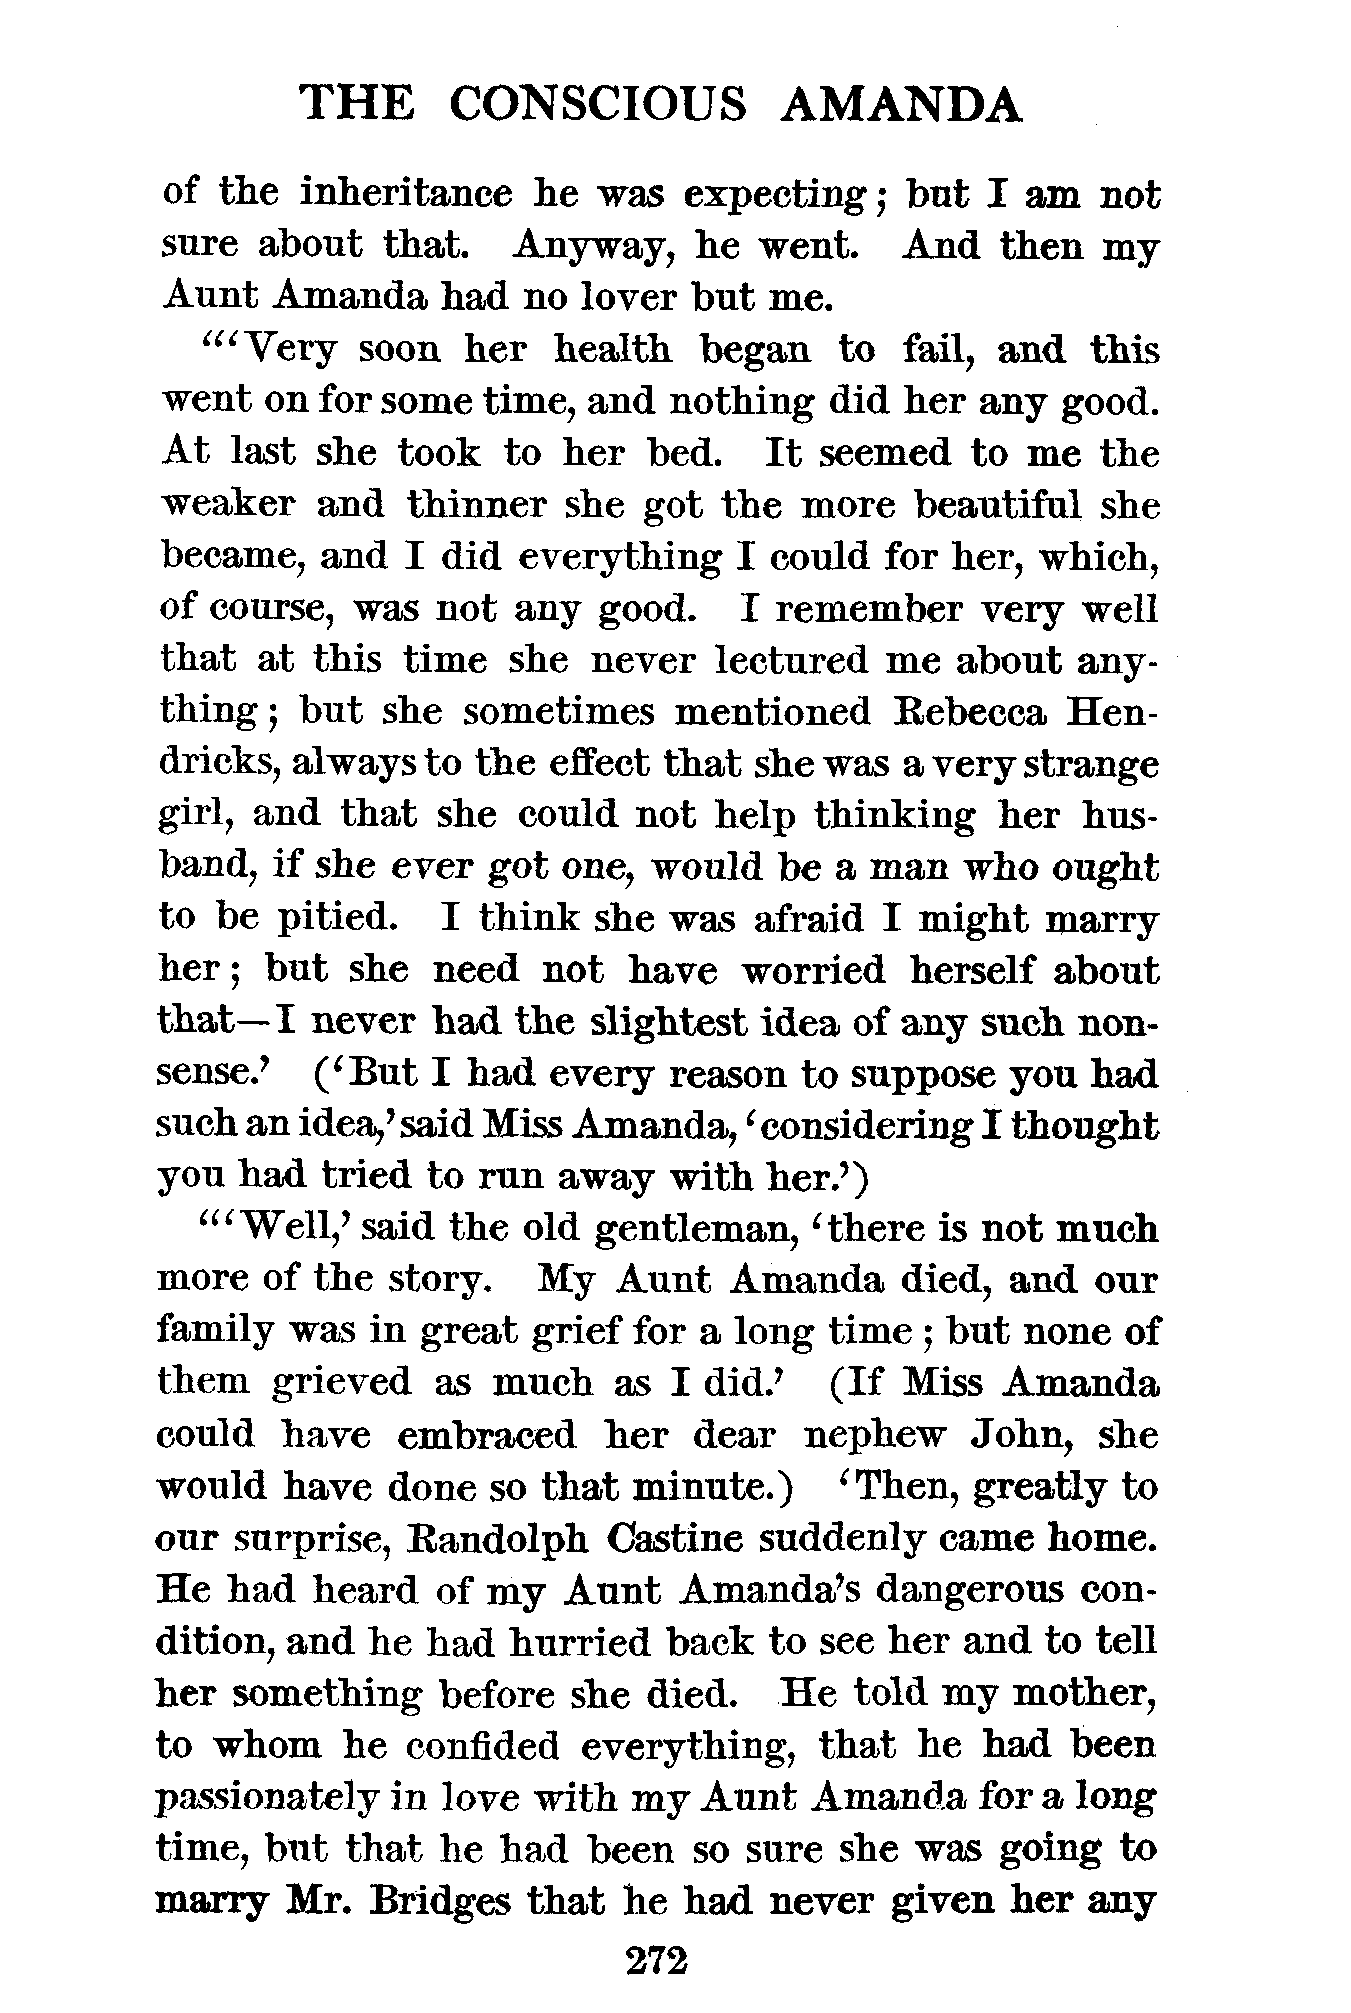 THE CONSCIOUS AMANDA
of the inheritance he was expecting; but I am not
sure about that. Anyway, he went. And then my
Aunt Amanda had no lover but me.
"'Very soon her health began to fail, and this
went on for some time, and nothing did her any good.
At last she took to her bed. It seemed to me the
weaker and thinner she got the more beautiful she
became, and I did everything I could for her, which,
of course, was not any good. I remember very well
that at this time she never lectured me about any-
thing; but she sometimes mentioned Rebecca Hen-
dricks, always to the effect that she was a very strange
girl, and that she could not help thinking her hus-
band, if she ever got one, would be a man who ought
to be pitied. I think she was afraid I might marry
her; but she need not have worried herself about
that—I never had the slightest idea of any such non-
sense.' ('But I had every reason to suppose you had
such an idea,' said Miss Amanda, 'considering I thought
you had tried to run away with her.')
"'Well,' said the old gentleman, 'there is not much
more of the story. My Aunt Amanda died, and our
family was in great grief for a long time; but none of
them grieved as much as I did.' (If Miss Amanda
could have embraced her dear nephew John, she
would have done so that minute.) 'Then, greatly to
our surprise, Randolph Castine suddenly came home.
He had heard of my Aunt Amanda's dangerous con-
dition, and he had hurried back to see her and to tell
her something before she died. He told my mother,
to whom he confided everything, that he had been
passionately in love with my Aunt Amanda for a long
time, but that he had been so sure she was going to
marry Mr. Bridges that he had never given her any
272